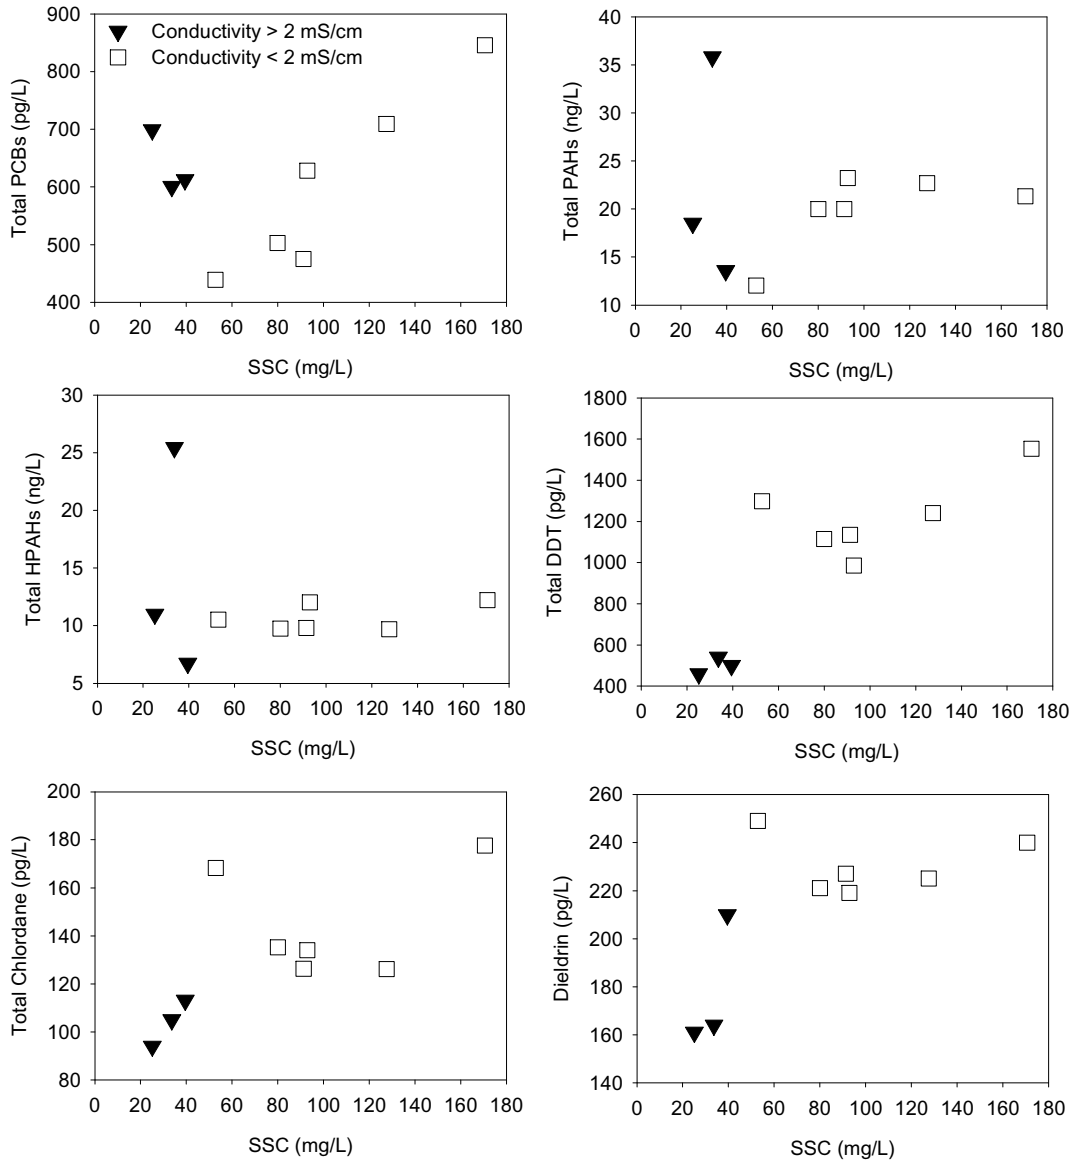 900
800
700
600
500
400
Total PCBs (pg/L)
Conductivity > 2 mS/cm
Conductivity < 2 mS/cm
0 20 40 60 80 100 120 140 160 180
SSC (mg/L)
40
35
30
25
20
15
10
Total PAHs (ng/L)
0 20 40 60 80 100 120 140 160 180
SSC (mg/L)
30
25
20
15
10
5
Total HPAHs (ng/L)
0 20 40 60 80 100 120 140 160 180
SSC (mg/L)
1800
1600
1400
1200
1000
800
600
400
Total DDT (pg/L)
0 20 40 60 80 100 120 140 160 180
SSC (mg/L)
200
180
160
140
120
100
80
Total Chlordane (pg/L)
0 20 40 60 80 100 120 140 160 180
SSC (mg/L)
260
240
220
200
180
160
140
Dieldrin (pg/L)
0 20 40 60 80 100 120 140 160 180
SSC (mg/L)